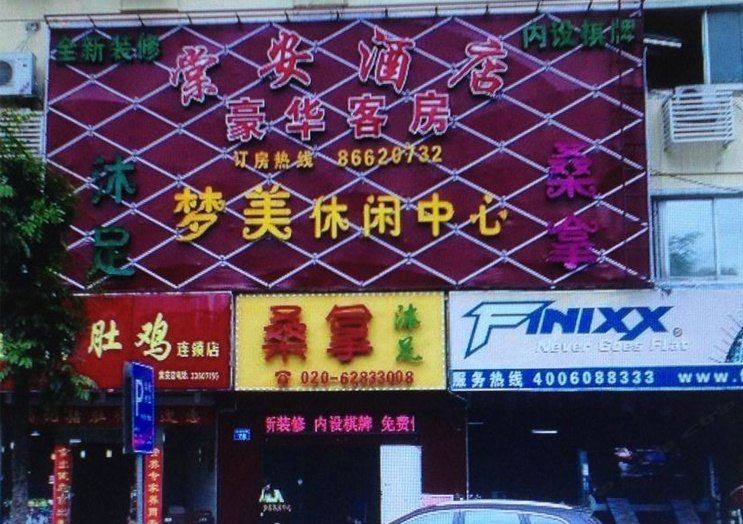 全新装修
内设棋牌
棠安酒店
豪华客房
订房热线 86620732
沐足
桑拿
梦美休闲中心
肚鸡 连锁店
桑拿 沐足
☎ 020-62833008
FINIXX®
Never Goes Flat
服务热线 4006088333 www.
P
新装修 内设棋牌 免费